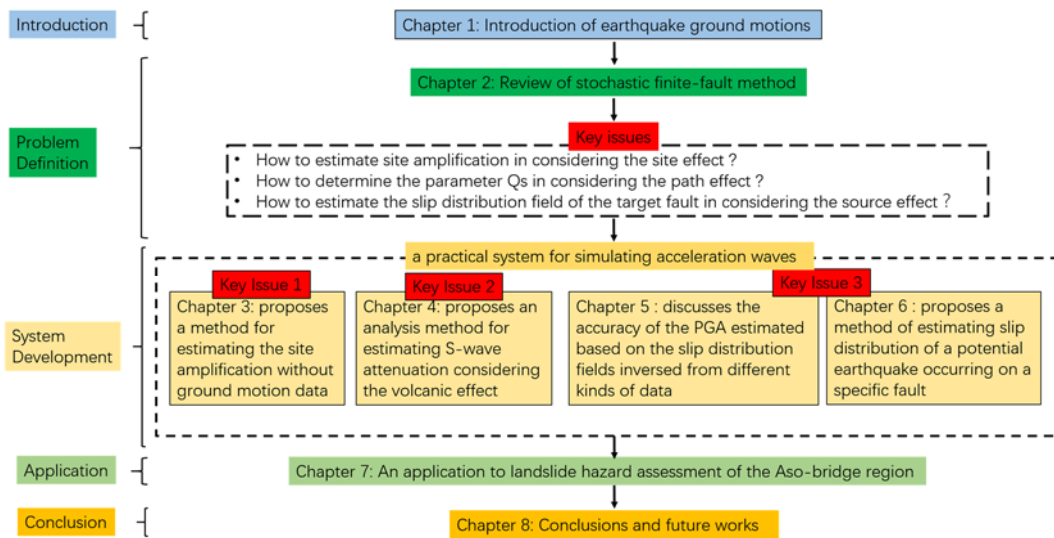 Introduction
Chapter 1: Introduction of earthquake ground motions
Chapter 2: Review of stochastic finite-fault method
Problem
Definition
Key issues
• How to estimate site amplification in considering the site effect ?
• How to determine the parameter Qs in considering the path effect ?
• How to estimate the slip distribution field of the target fault in considering the source effect ?
System
Development
a practical system for simulating acceleration waves
Key Issue 1
Chapter 3: proposes
a method for
estimating the site
amplification without
ground motion data
Key Issue 2
Chapter 4: proposes an
analysis method for
estimating S-wave
attenuation considering
the volcanic effect
Key Issue 3
Chapter 5 : discusses the
accuracy of the PGA estimated
based on the slip distribution
fields inversed from different
kinds of data
Chapter 6 : proposes a
method of estimating slip
distribution of a potential
earthquake occurring on a
specific fault
Application
Chapter 7: An application to landslide hazard assessment of the Aso-bridge region
Conclusion
Chapter 8: Conclusions and future works